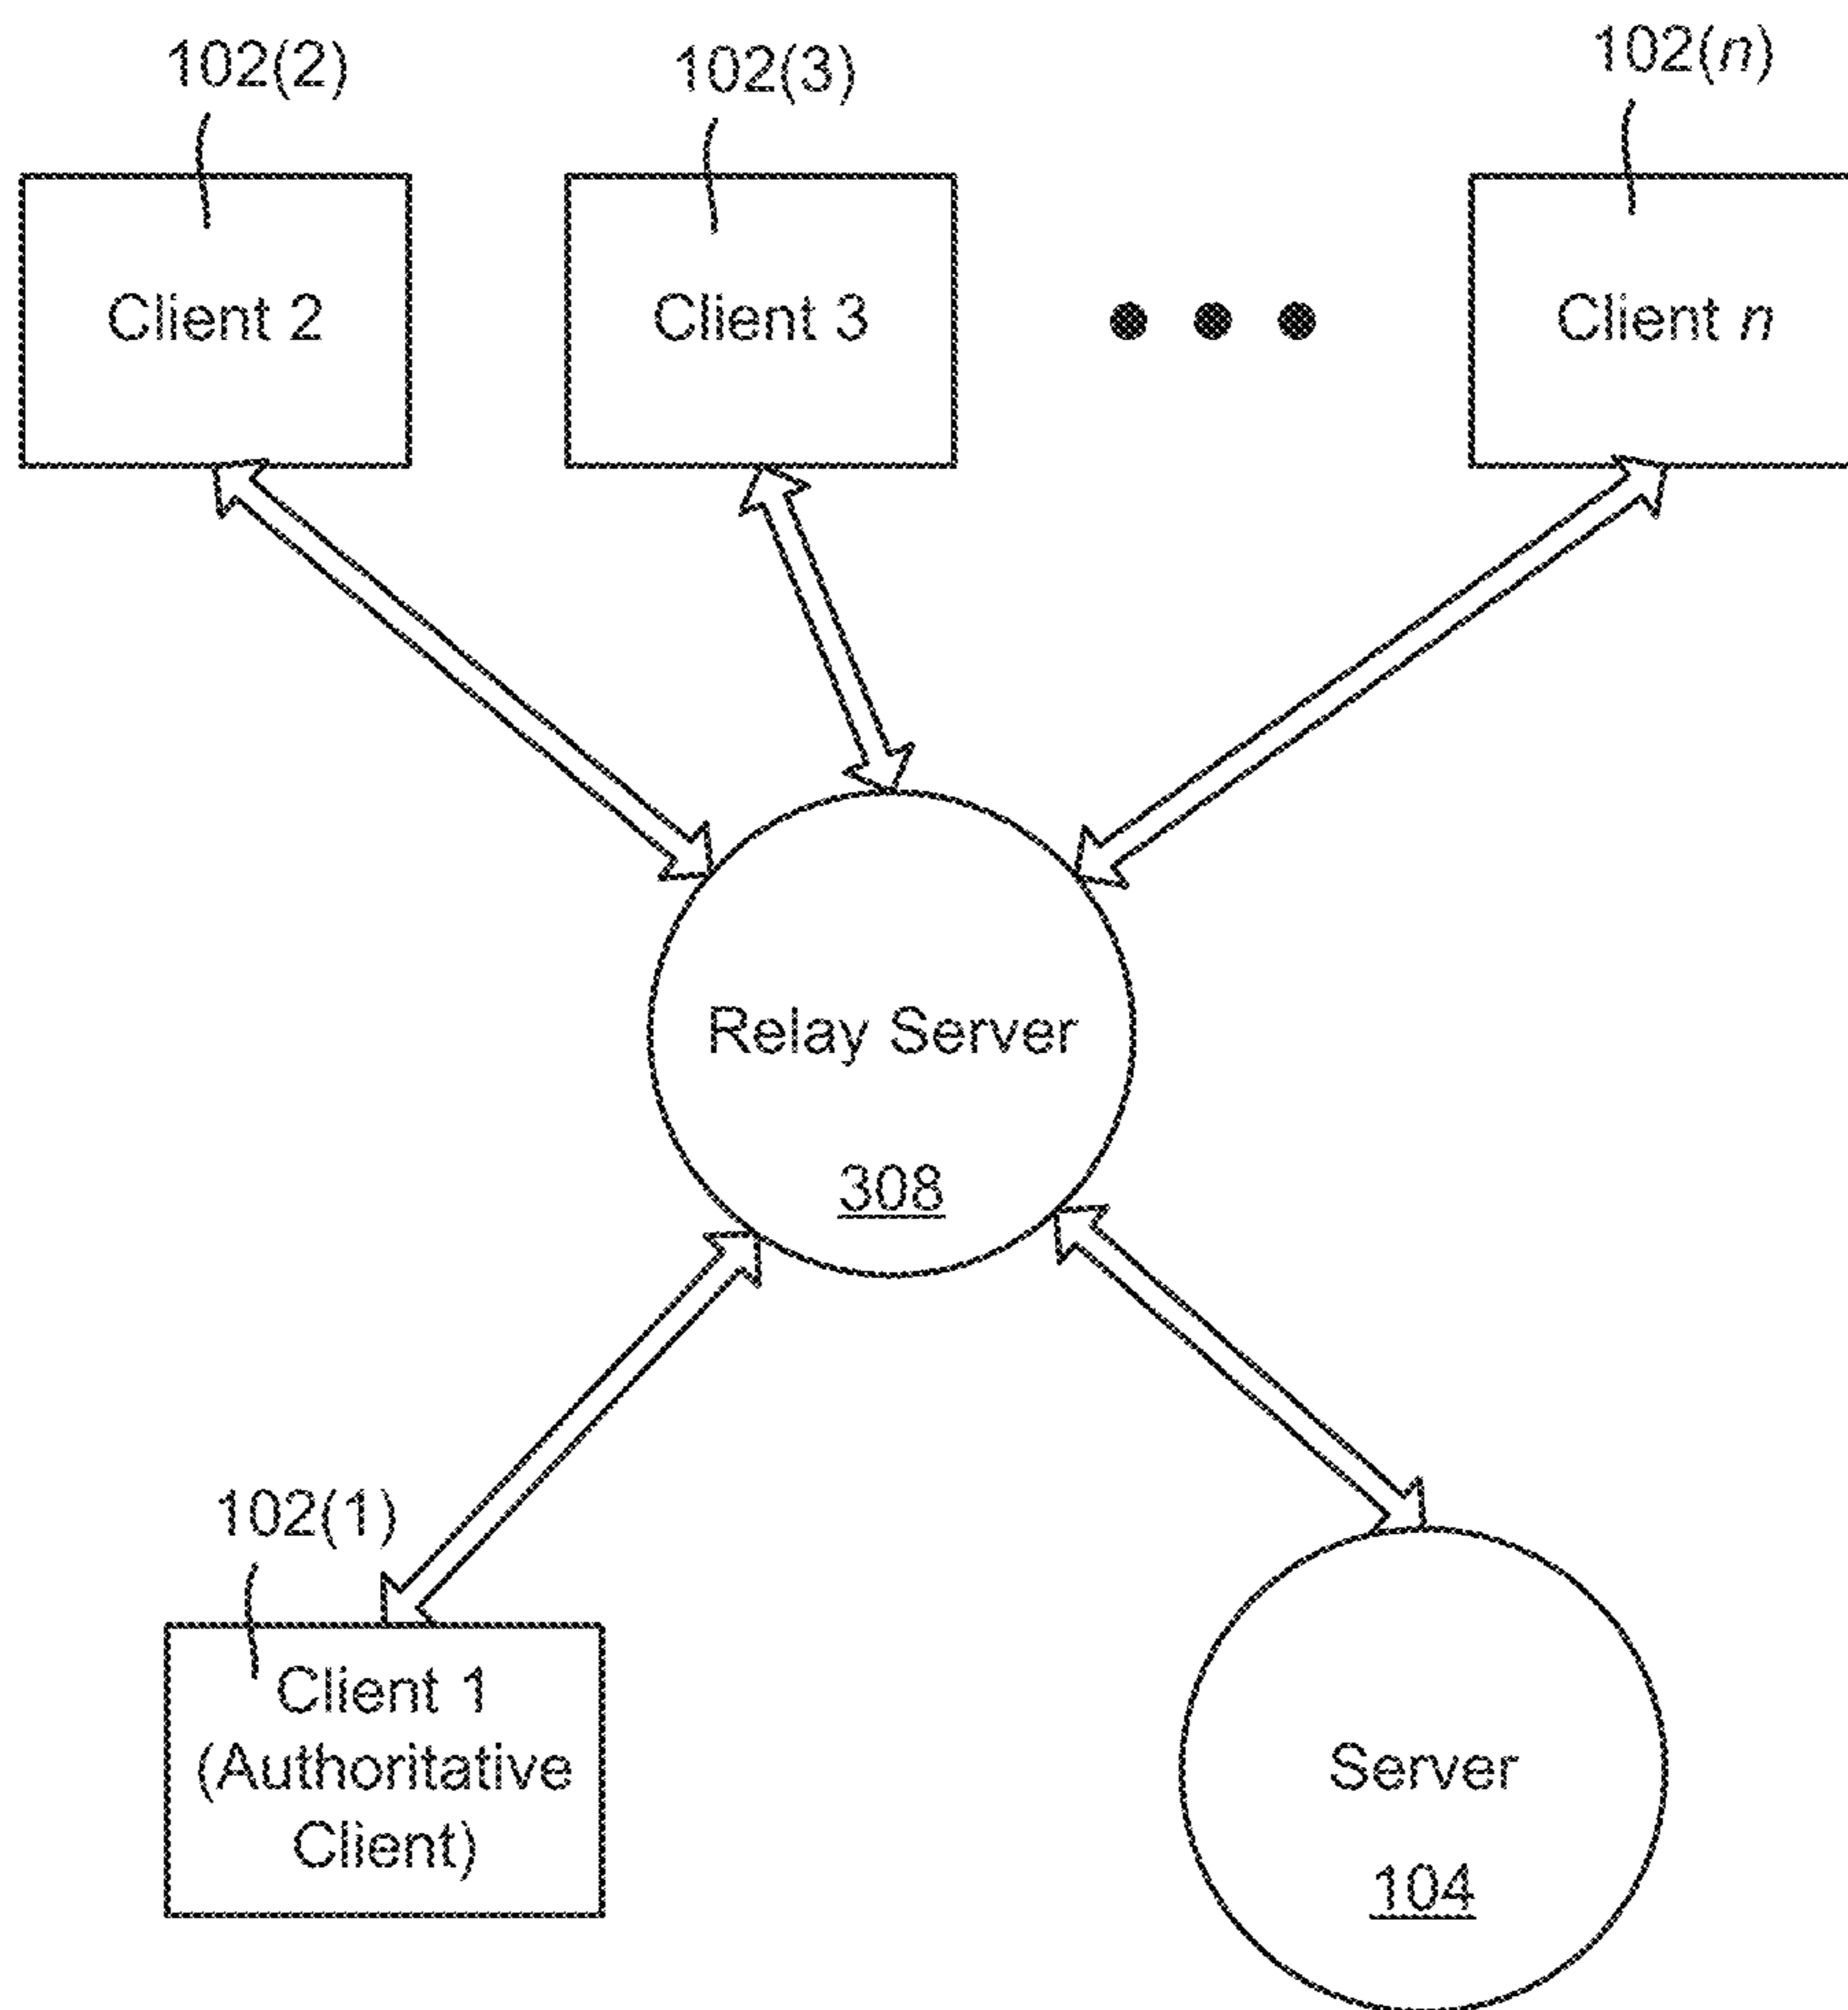 102(2)
102(3)
102(n)
Client 2
Client 3
Client n
Relay Server
308
102(1)
Client 1
(Authoritative
Client)
Server
104